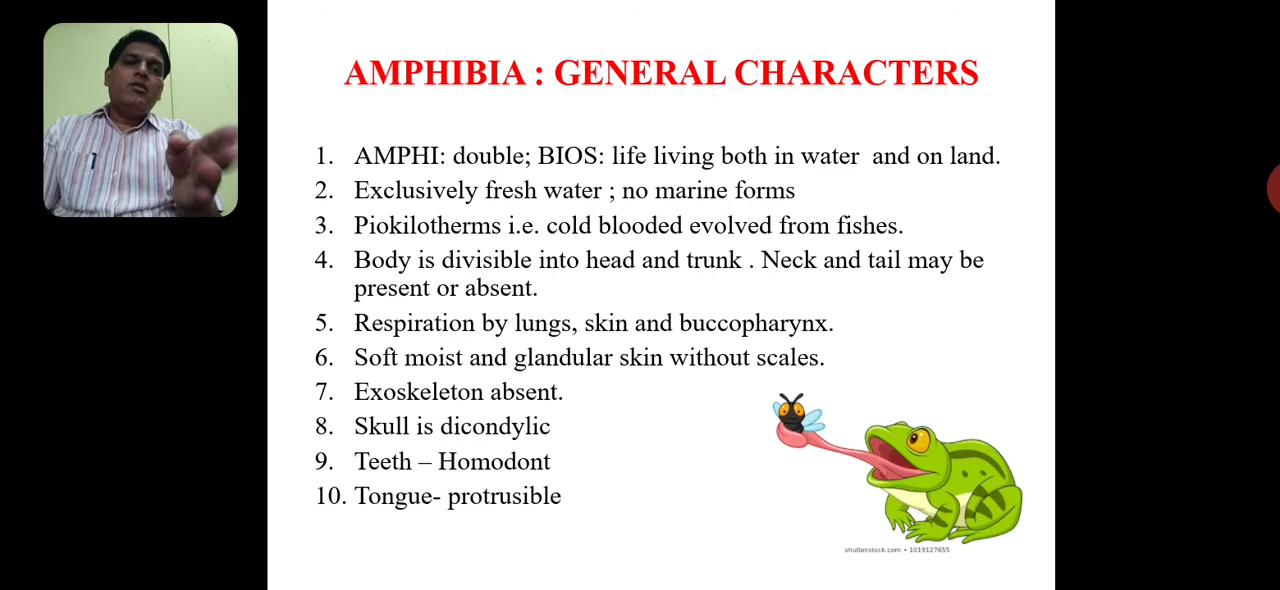 AMPHIBIA : GENERAL CHARACTERS
1. AMPHI: double; BIOS: life living both in water and on land.
2. Exclusively fresh water ; no marine forms
3. Piokilotherms i.e. cold blooded evolved from fishes.
4. Body is divisible into head and trunk . Neck and tail may be
present or absent.
5. Respiration by lungs, skin and buccopharynx.
6. Soft moist and glandular skin without scales.
7. Exoskeleton absent.
8. Skull is dicondylic
9. Teeth – Homodont
10. Tongue- protrusible
shutterstock.com • 1019127655